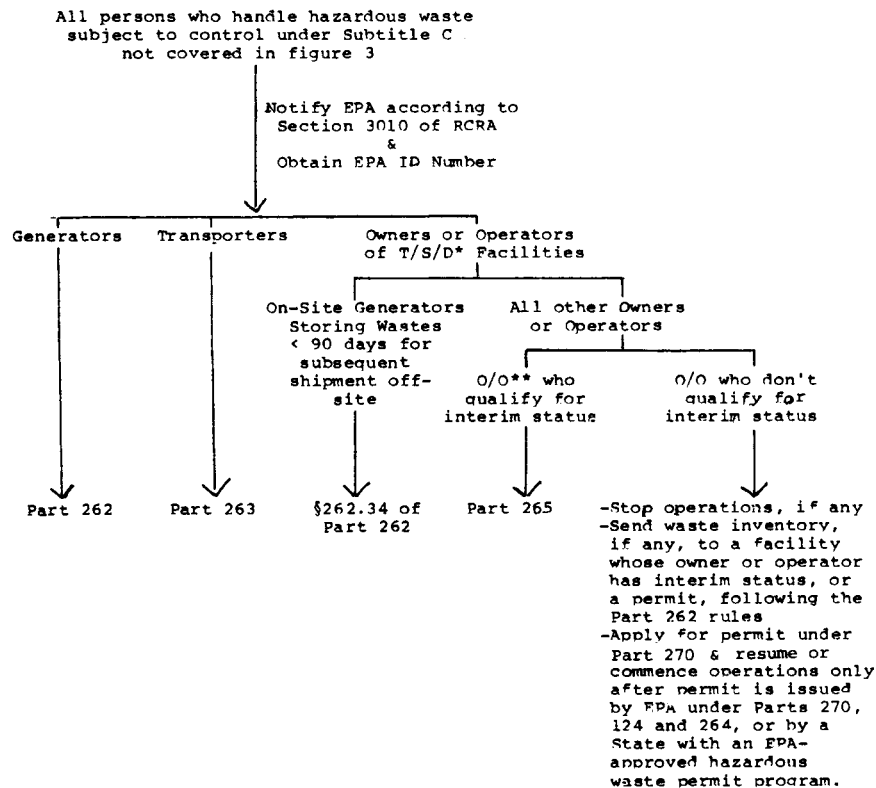 All persons who handle hazardous waste
subject to control under Subtitle C
not covered in figure 3
Notify EPA according to
Section 3010 of RCRA
&
Obtain EPA ID Number
Generators
Transporters
Owners or Operators
of T/S/D* Facilities
On-Site Generators
Storing Wastes
< 90 days for
subsequent
shipment off-
site
All other Owners
or Operators
O/O** who
qualify for
interim status
O/O who don't
qualify for
interim status
Part 262
Part 263
§262.34 of
Part 262
Part 265
-Stop operations, if any
-Send waste inventory,
if any, to a facility
whose owner or operator
has interim status, or
a permit, following the
Part 262 rules
-Apply for permit under
Part 270 & resume or
commence operations only
after permit is issued
by EPA under Parts 270,
124 and 264, or by a
State with an EPA-
approved hazardous
waste permit program.